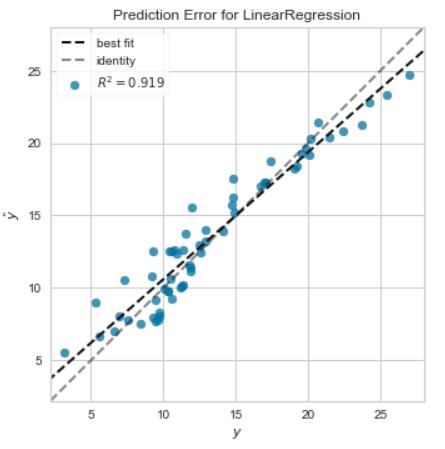 Prediction Error for LinearRegression
best fit
identity
R² = 0.919
25
20
15
10
5
ŷ
5 10 15 20 25
y